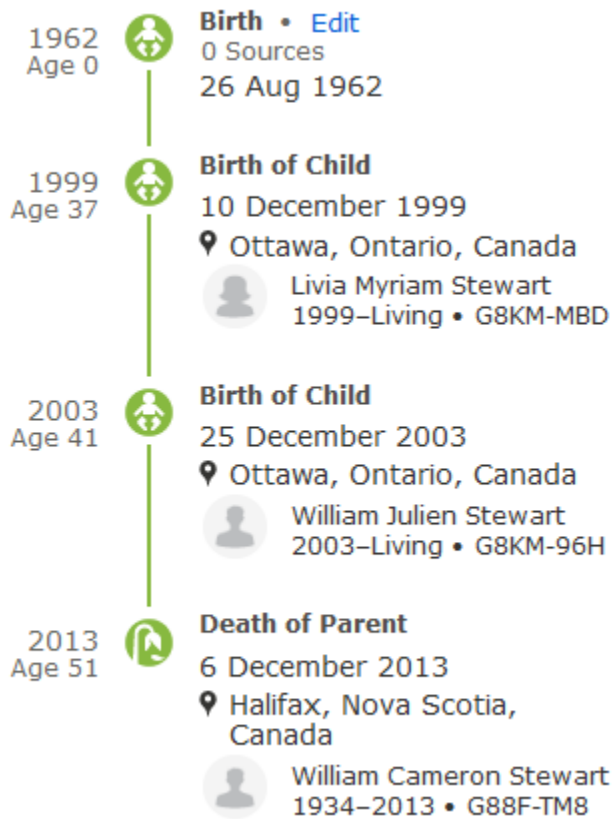 1962
Age 0
Birth • Edit
0 Sources
26 Aug 1962
1999
Age 37
Birth of Child
10 December 1999
Ottawa, Ontario, Canada
Livia Myriam Stewart
1999–Living • G8KM-MBD
2003
Age 41
Birth of Child
25 December 2003
Ottawa, Ontario, Canada
William Julien Stewart
2003–Living • G8KM-96H
2013
Age 51
Death of Parent
6 December 2013
Halifax, Nova Scotia,
Canada
William Cameron Stewart
1934–2013 • G88F-TM8